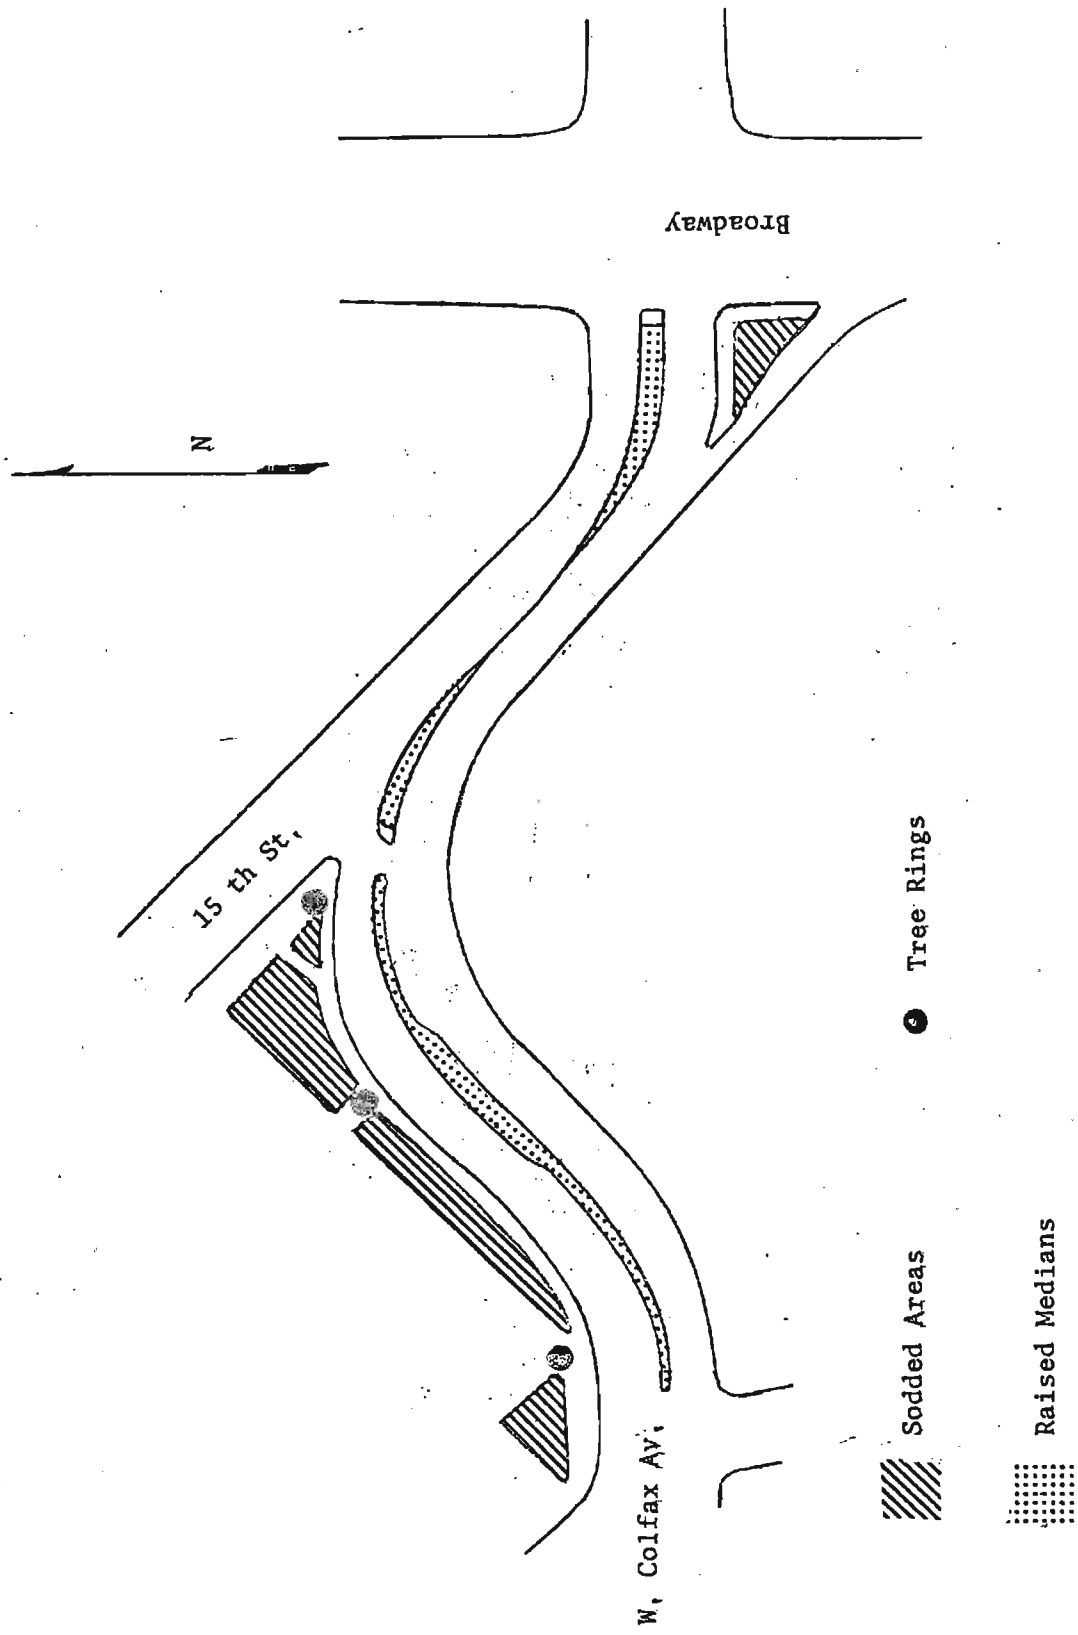 Broadway
N
15 th St.
W. Colfax Av.
Tree Rings
Sodded Areas
Raised Medians